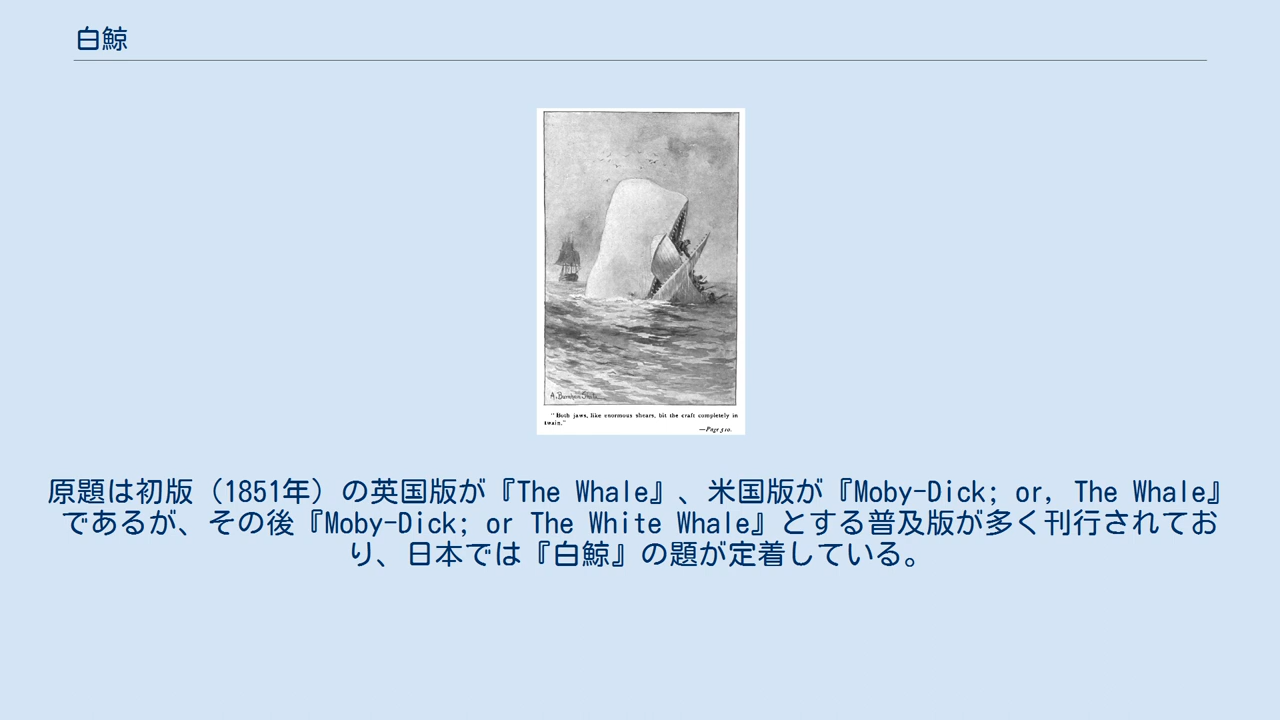 白鯨
A. Burnham Shute
"Both jaws, like enormous shears, bit the craft completely in
twain."
—Page 510.
原題は初版（1851年）の英国版が『The Whale』、米国版が『Moby-Dick; or, The Whale』
であるが、その後『Moby-Dick; or The White Whale』とする普及版が多く刊行されてお
り、日本では『白鯨』の題が定着している。